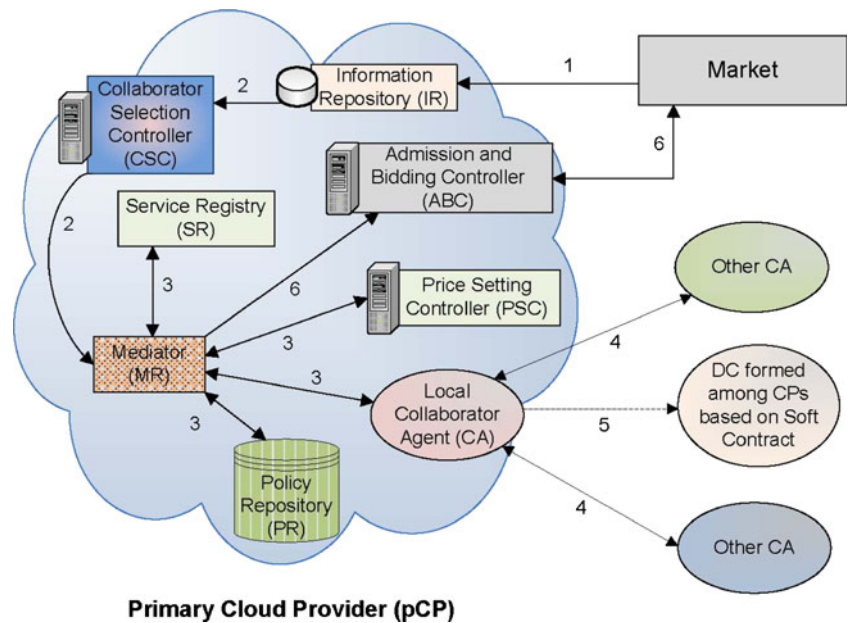 1
Market
Information
Repository (IR)
2
Collaborator
Selection
Controller
(CSC)
6
Admission and
Bidding Controller
(ABC)
2
Service Registry
(SR)
3
6
Other CA
Price Setting
Controller (PSC)
3
4
Mediator
(MR)
3
Local
Collaborator
Agent (CA)
DC formed
among CPs
based on Soft
Contract
5
3
Policy
Repository
(PR)
4
Other CA
Primary Cloud Provider (pCP)